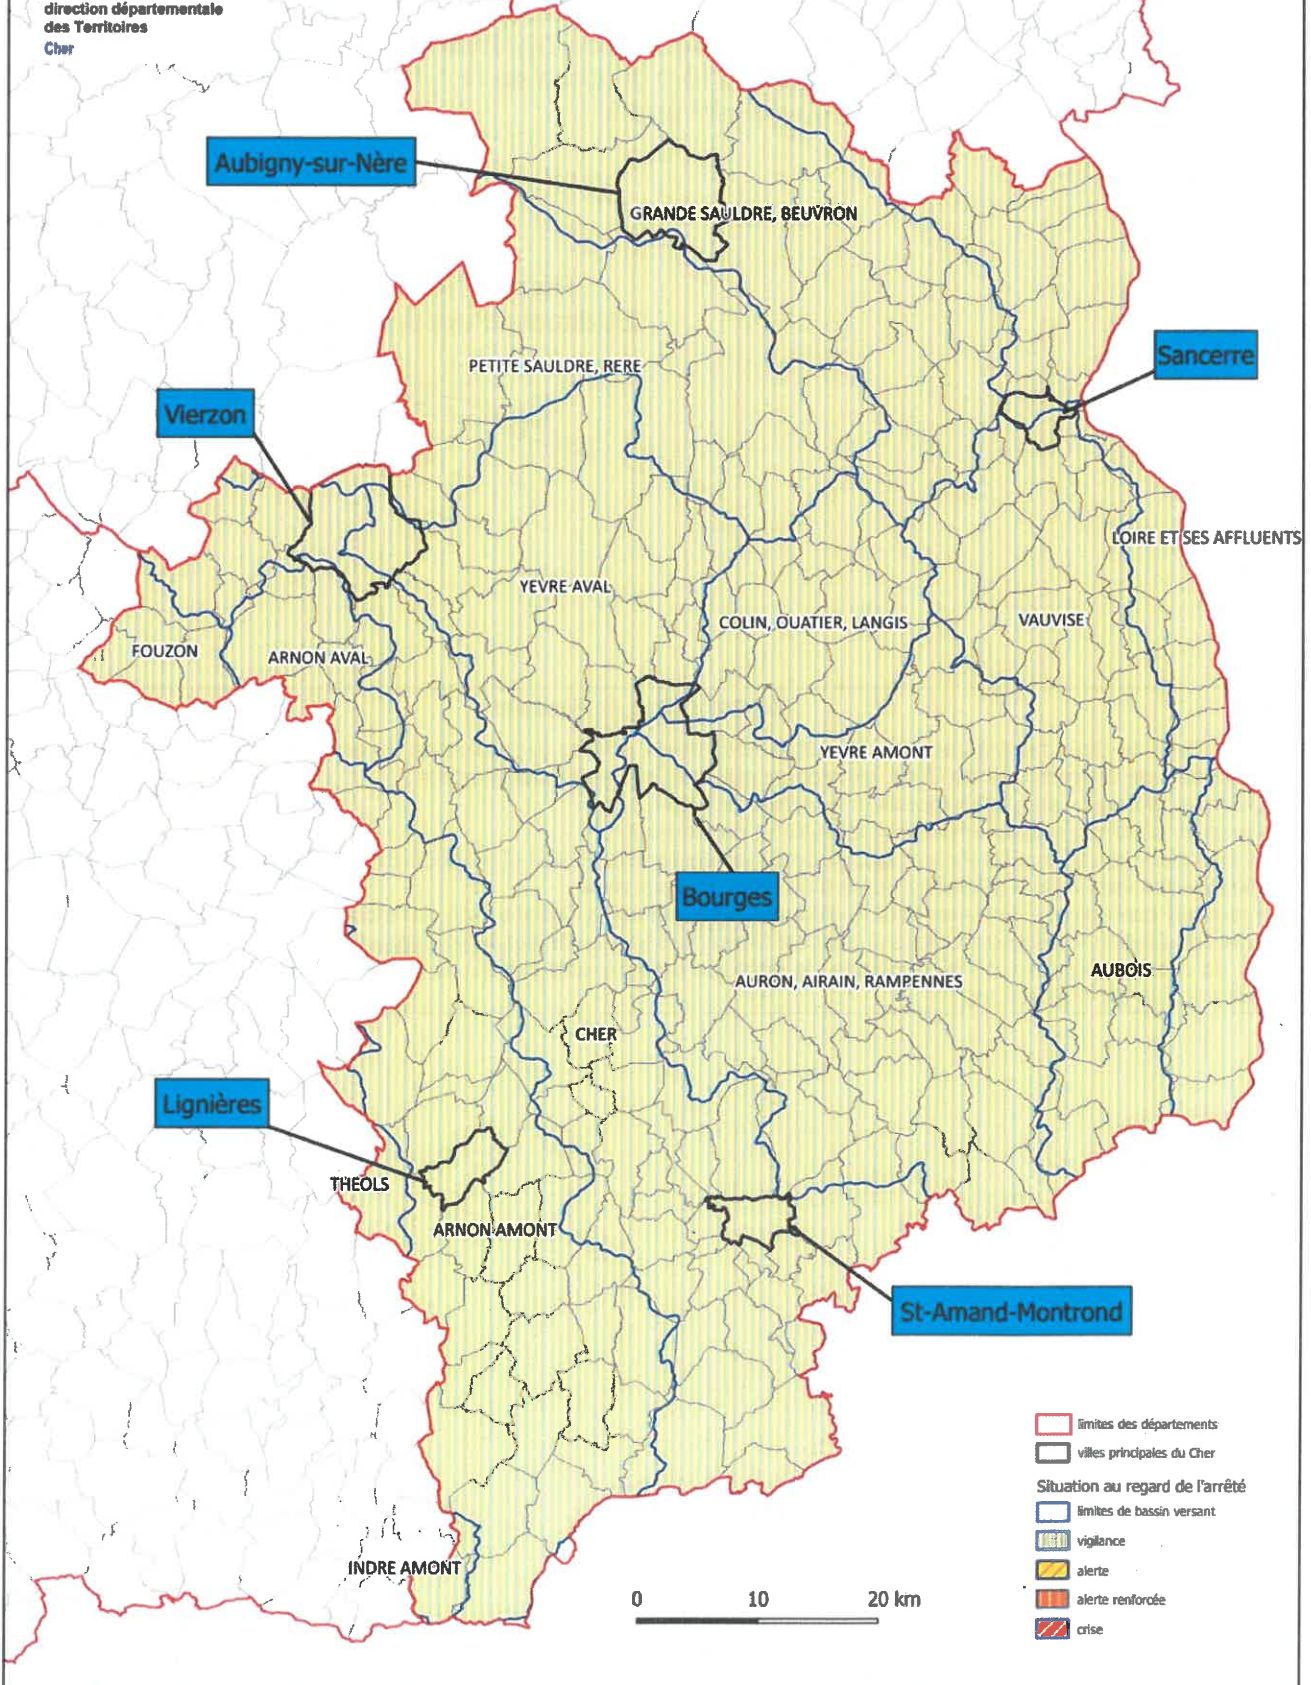 direction départementale
des Territoires
Cher
Aubigny-sur-Nère
GRANDE SAULDRE, BEUVRON
Sancerre
PETITE SAULDRE, RERE
Vierzon
LOIRE ET SES AFFLUENTS
YEVRE AVAL
COLIN, OUATIER, LANGIS
VAUVISE
FOUZON
ARNON AVAL
YEVRE AMONT
Bourges
AURON, AIRAIN, RAMPENNES
AUBOIS
CHER
Lignières
THEOLS
ARNON AMONT
St-Amand-Montrond
limites des départements
villes principales du Cher
Situation au regard de l'arrêté
limites de bassin versant
vigilance
alerte
alerte renforcée
crise
INDRE AMONT
0 10 20 km